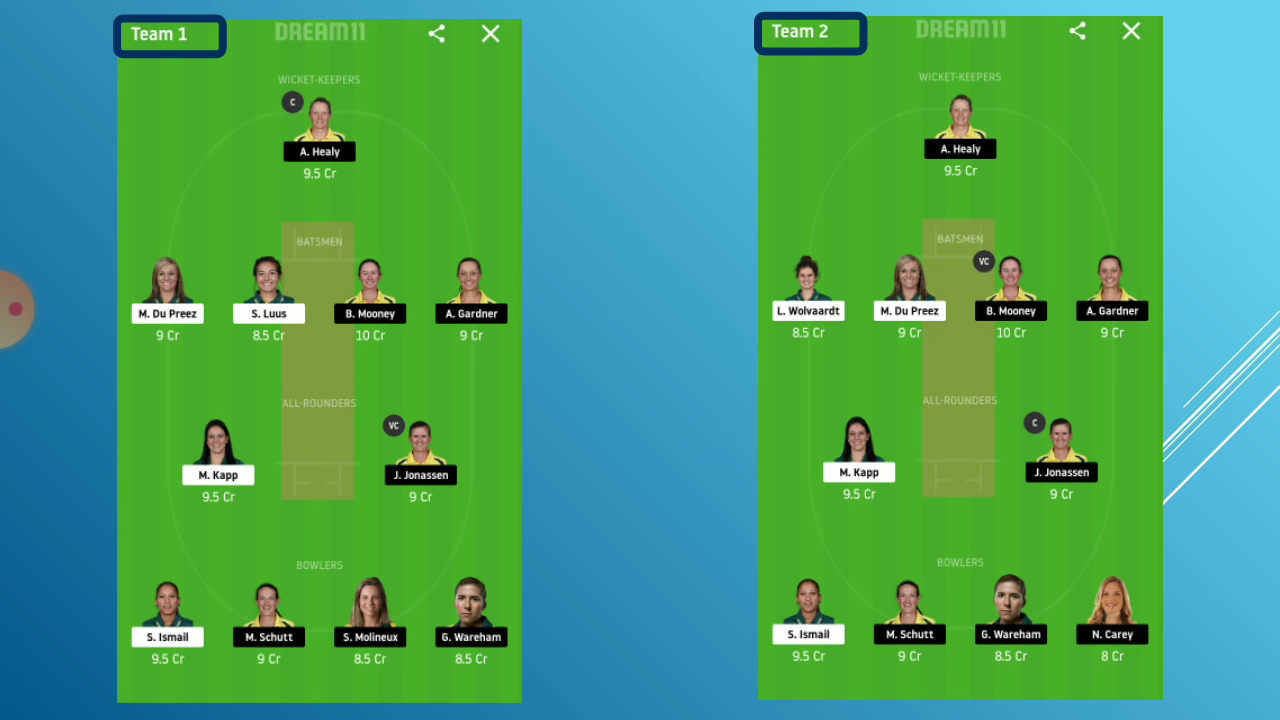 Team 1
DREAM11
WICKET-KEEPERS
C
A. Healy
9.5 Cr
BATSMEN
M. Du Preez
S. Luus
B. Mooney
A. Gardner
9 Cr
8.5 Cr
10 Cr
9 Cr
ALL-ROUNDERS
VC
M. Kapp
J. Jonassen
9.5 Cr
9 Cr
BOWLERS
S. Ismail
M. Schutt
S. Molineux
G. Wareham
9.5 Cr
9 Cr
8.5 Cr
8.5 Cr
Team 2
DREAM11
WICKET-KEEPERS
A. Healy
9.5 Cr
BATSMEN
VC
L. Wolvaardt
M. Du Preez
B. Mooney
A. Gardner
8.5 Cr
9 Cr
10 Cr
9 Cr
ALL-ROUNDERS
C
M. Kapp
J. Jonassen
9.5 Cr
9 Cr
BOWLERS
S. Ismail
M. Schutt
G. Wareham
N. Carey
9.5 Cr
9 Cr
8.5 Cr
8 Cr